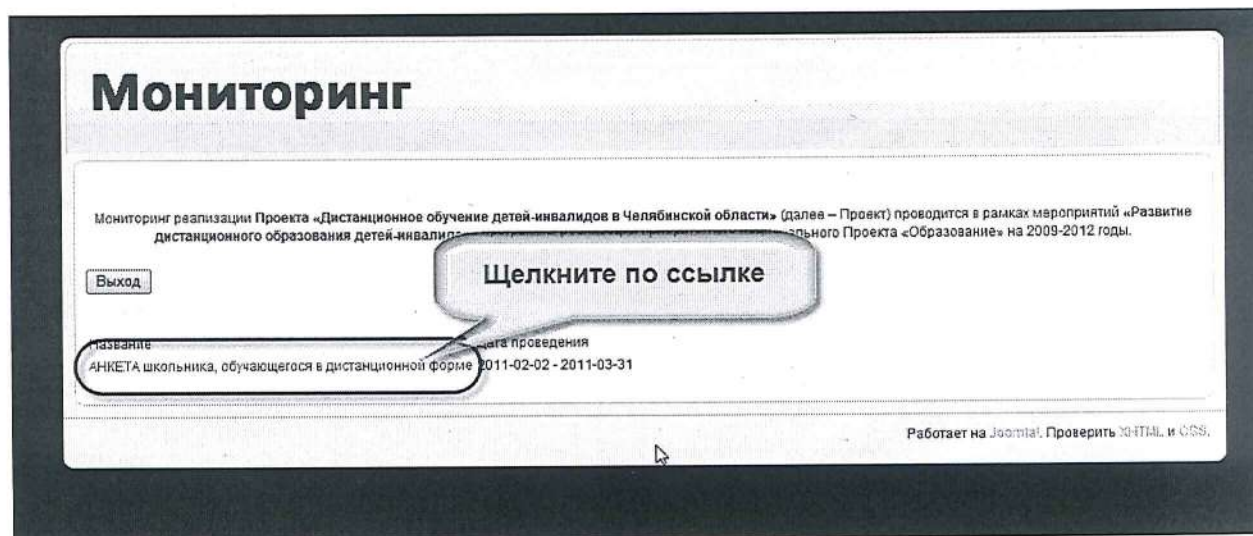 Мониторинг
Мониторинг реализации Проекта «Дистанционное обучение детей-инвалидов в Челябинской области» (далее – Проект) проводится в рамках мероприятий «Развитие
дистанционного образования детей-инвалидо ального Проекта «Образование» на 2009-2012 годы.
Щелкните по ссылке
Выход
Название дата проведения
АНКЕТА школьника, обучающегося в дистанционной форме 2011-02-02 - 2011-03-31
Работает на Joomla!. Проверить XHTML и CSS.